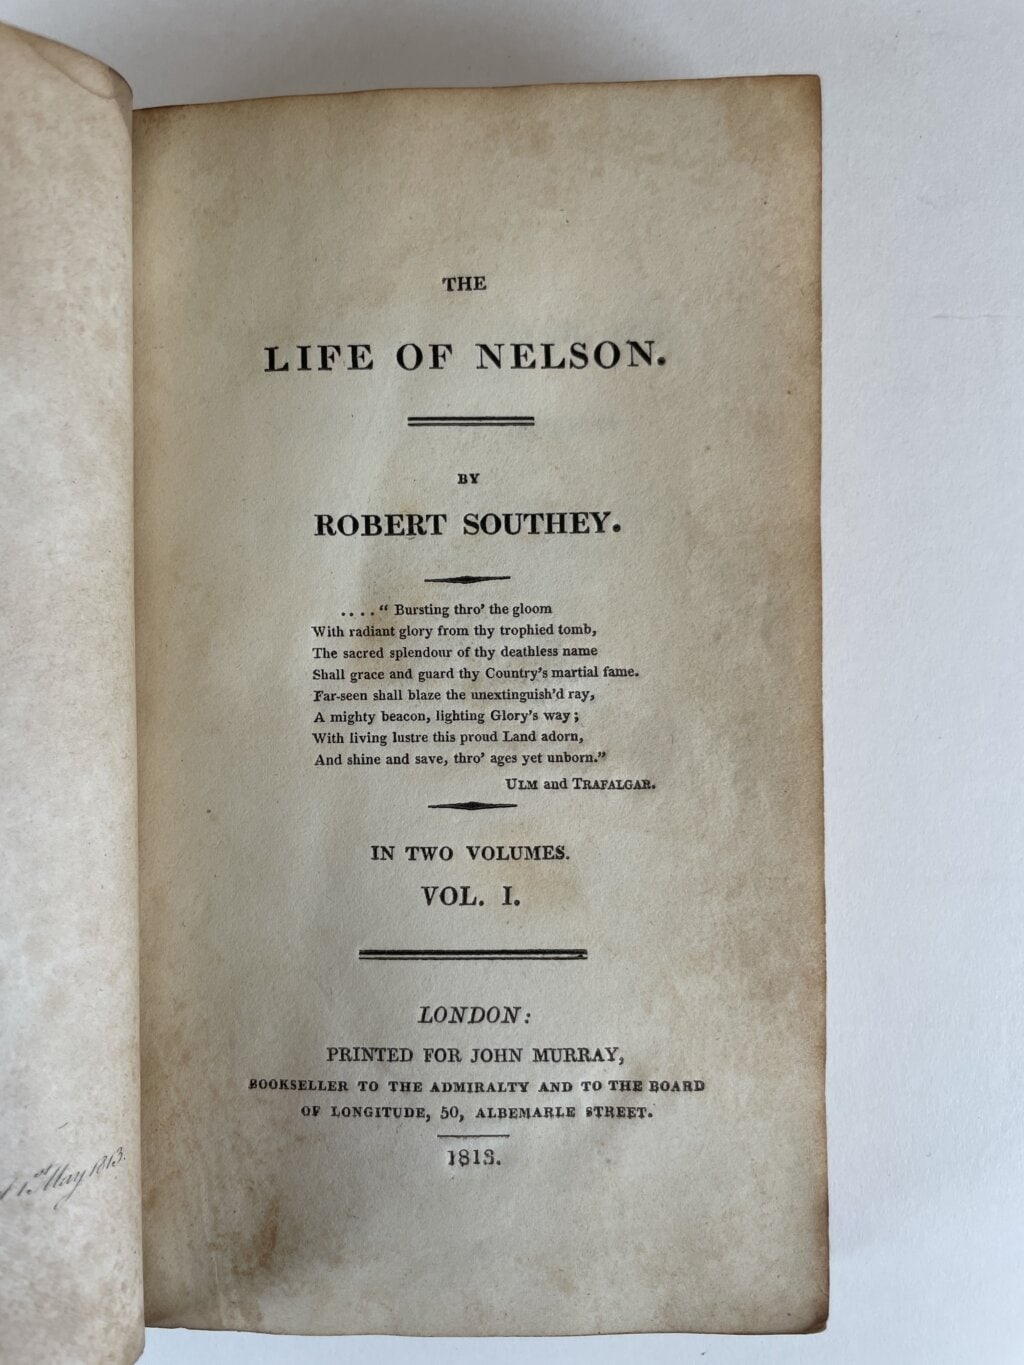 1st May 1813.
THE
LIFE OF NELSON.
BY
ROBERT SOUTHEY.
...." Bursting thro' the gloom
With radiant glory from thy trophied tomb,
The sacred splendour of thy deathless name
Shall grace and guard thy Country's martial fame.
Far-seen shall blaze the unextinguish'd ray,
A mighty beacon, lighting Glory's way;
With living lustre this proud Land adorn,
And shine and save, thro' ages yet unborn."
ULM and TRAFALGAR.
IN TWO VOLUMES.
VOL. I.
LONDON:
PRINTED FOR JOHN MURRAY,
BOOKSELLER TO THE ADMIRALTY AND TO THE BOARD
OF LONGITUDE, 50, ALBEMARLE STREET.
1813.